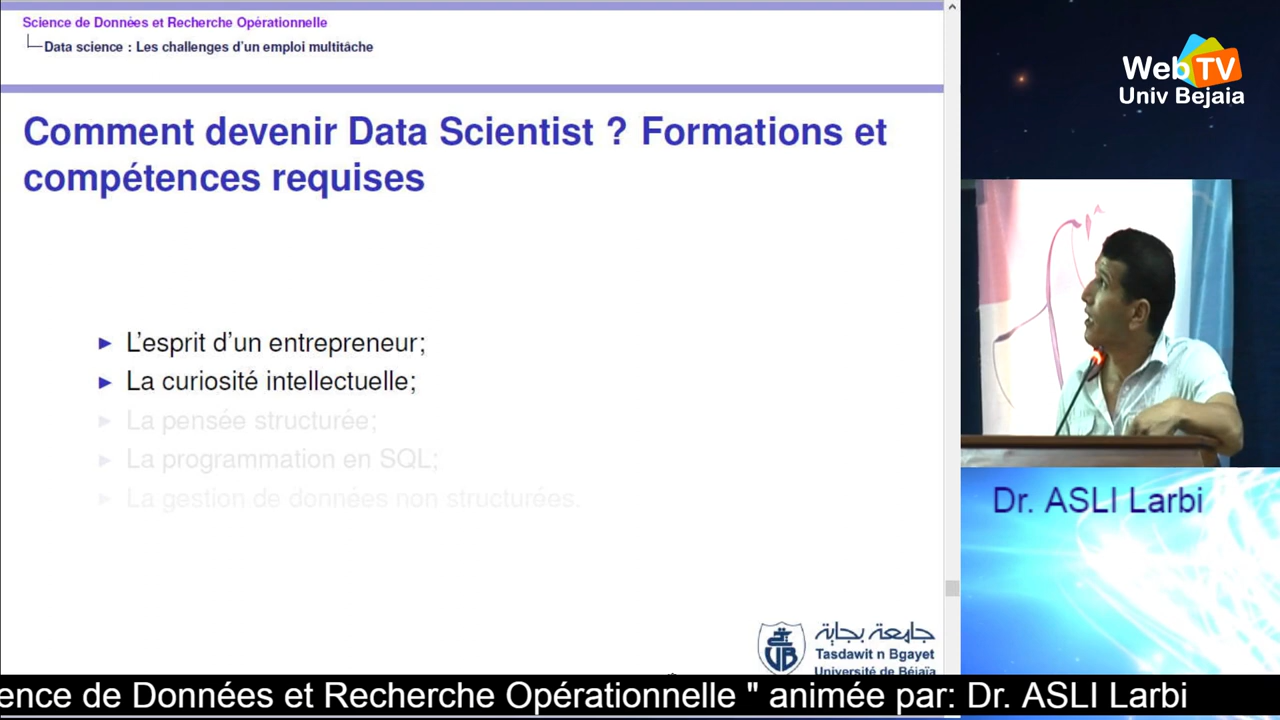 Science de Données et Recherche Opérationnelle
Data science : Les challenges d'un emploi multitâche
Comment devenir Data Scientist ? Formations et
compétences requises
► L'esprit d'un entrepreneur;
► La curiosité intellectuelle;
► La pensée structurée;
► La programmation en SQL;
► La gestion de données non structurées.
جامعة بجاية
Tasdawit n Bgayet
Université de Béjaïa
UB
Web TV
Univ Bejaia
Dr. ASLI Larbi
ence de Données et Recherche Opérationnelle " animée par: Dr. ASLI Larbi